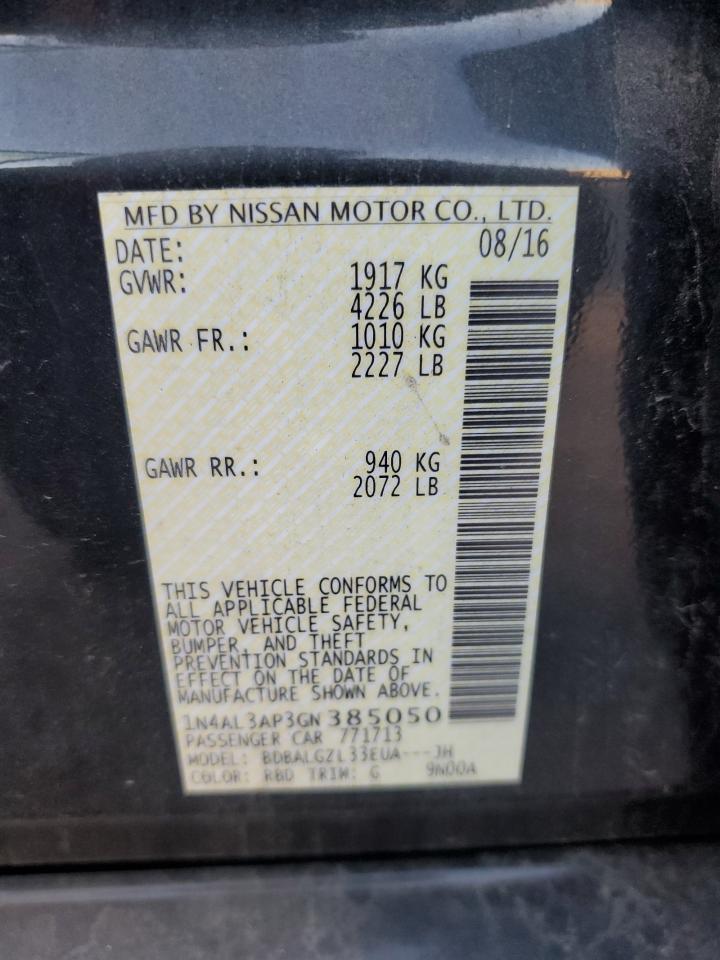 MFD BY NISSAN MOTOR CO., LTD.
DATE: 08/16
GVWR: 1917 KG
4226 LB
GAWR FR.: 1010 KG
2227 LB
GAWR RR.: 940 KG
2072 LB
THIS VEHICLE CONFORMS TO
ALL APPLICABLE FEDERAL
MOTOR VEHICLE SAFETY,
BUMPER, AND THEFT
PREVENTION STANDARDS IN
EFFECT ON THE DATE OF
MANUFACTURE SHOWN ABOVE.
1N4AL3AP3GN385050
PASSENGER CAR 771713
MODEL: BDBALGZL33EUA---JH
COLOR: RBD TRIM: G 9N00A